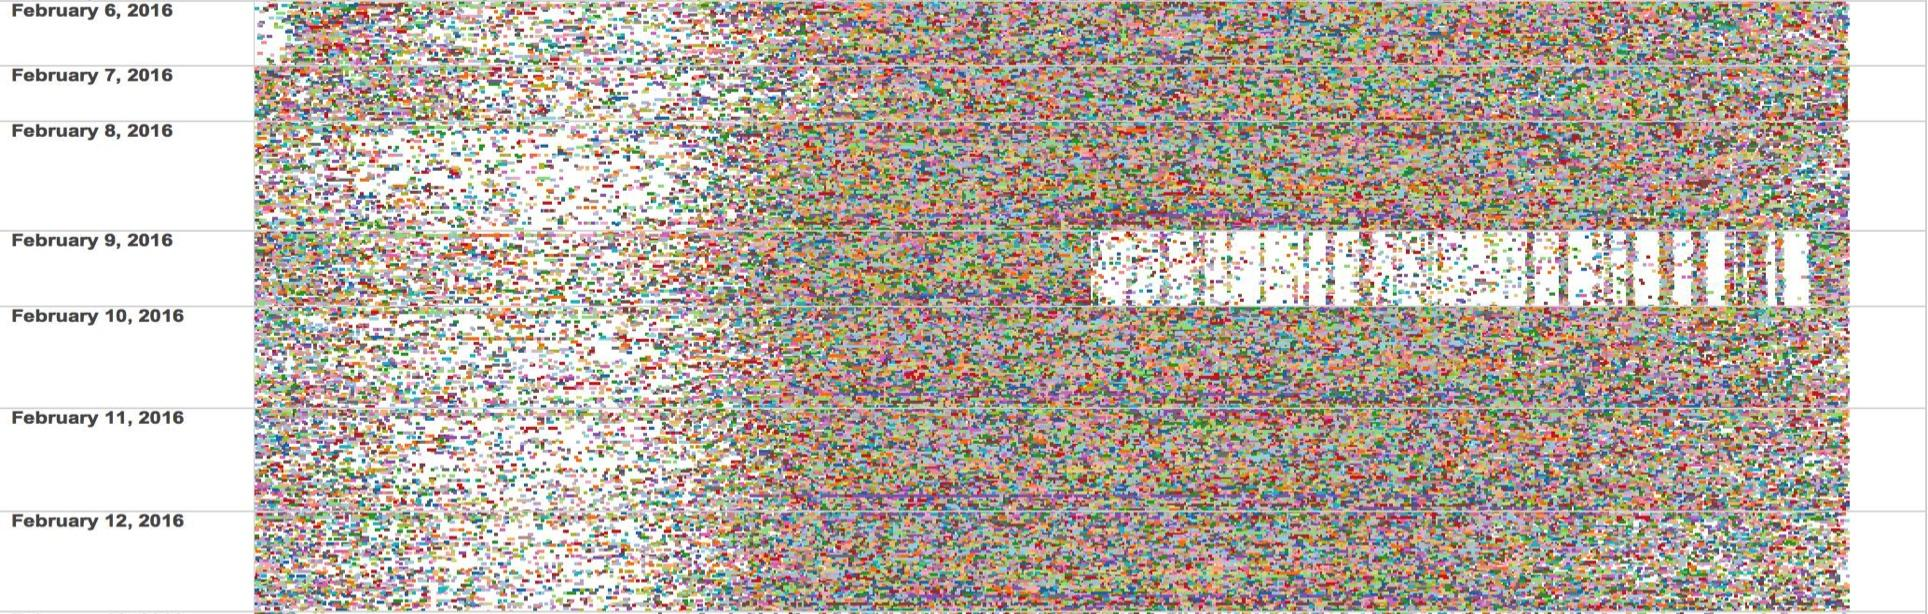 February 6, 2016
February 7, 2016
February 8, 2016
February 9, 2016
February 10, 2016
February 11, 2016
February 12, 2016